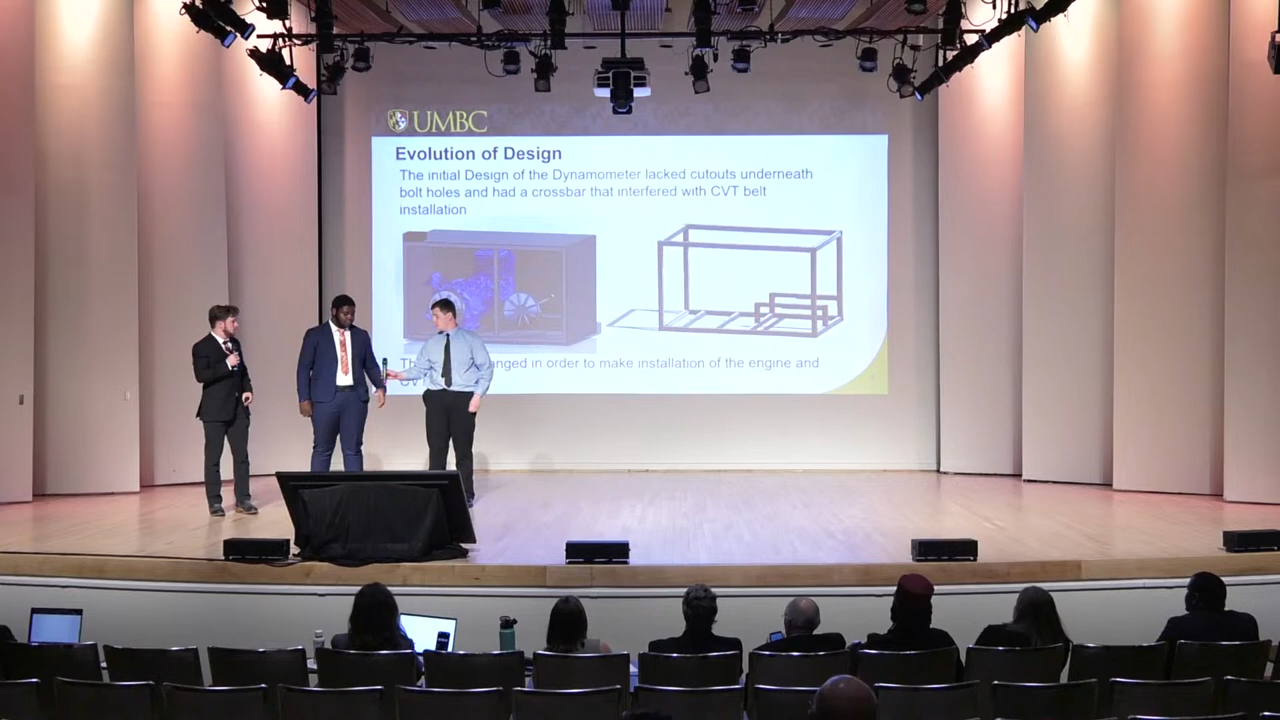 UMBC
Evolution of Design
The initial Design of the Dynamometer lacked cutouts underneath
bolt holes and had a crossbar that interfered with CVT belt
installation
in order to make installation of the engine and